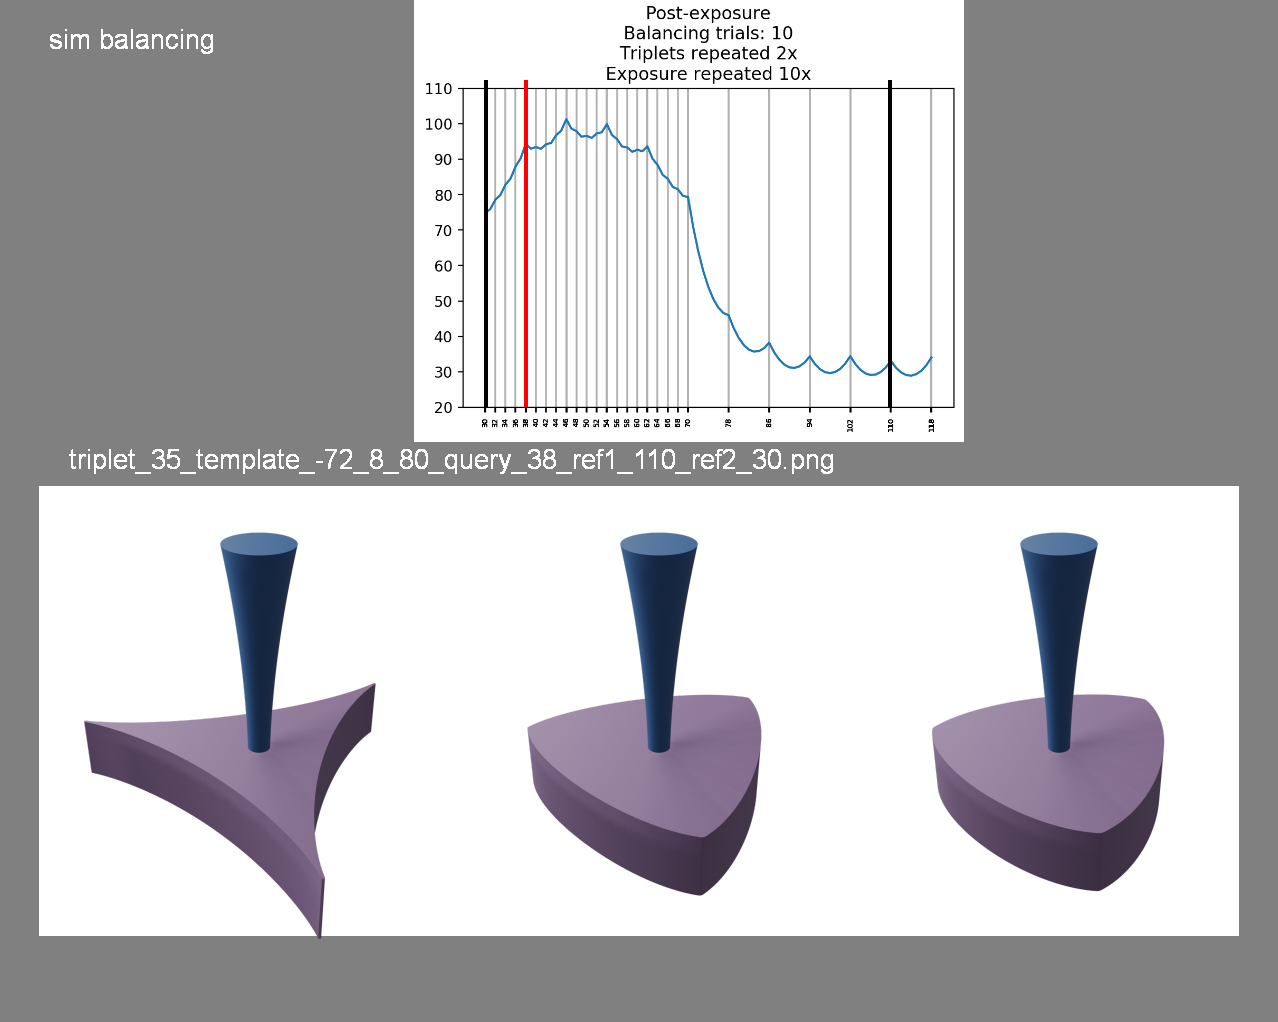 sim balancing
Post-exposure
Balancing trials: 10
Triplets repeated 2x
Exposure repeated 10x
110
100
90
80
70
60
50
40
30
20
30 32 34 36 38 40 42 44 46 48 50 52 54 56 58 60 62 64 66 68 70 78 86 94 102 110 118
triplet_35_template_-72_8_80_query_38_ref1_110_ref2_30.png